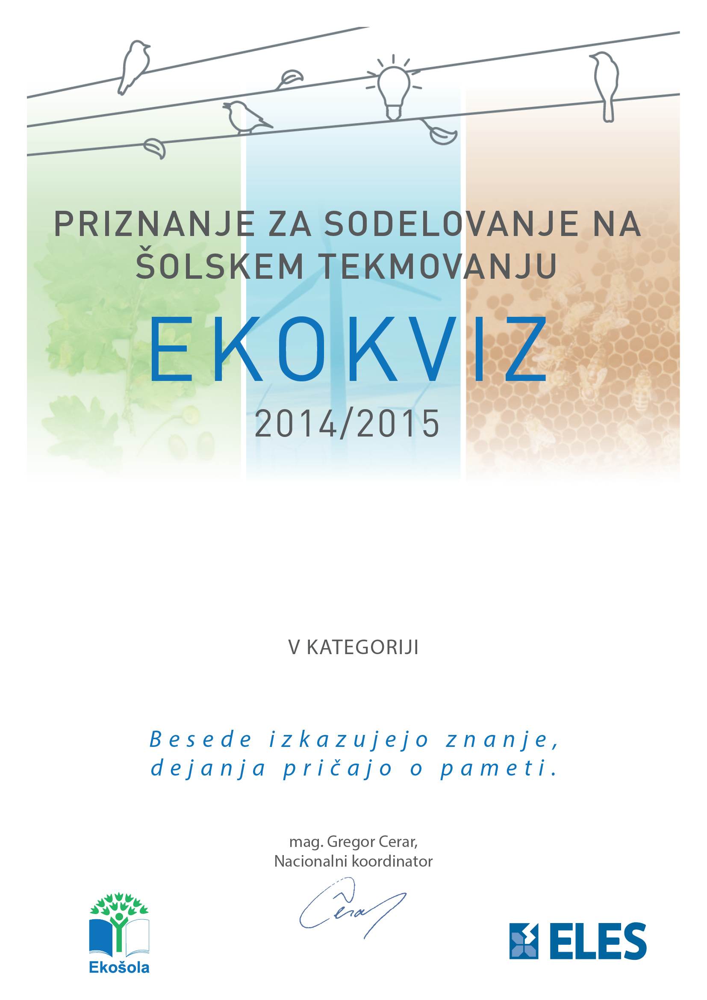 PRIZNANJE ZA SODELOVANJE NA
ŠOLSKEM TEKMOVANJU
EKOKVIZ
2014/2015
V KATEGORIJI
Besede izkazujejo znanje,
dejanja pričajo o pameti.
mag. Gregor Cerar,
Nacionalni koordinator
Cerar
Ekošola
ELES